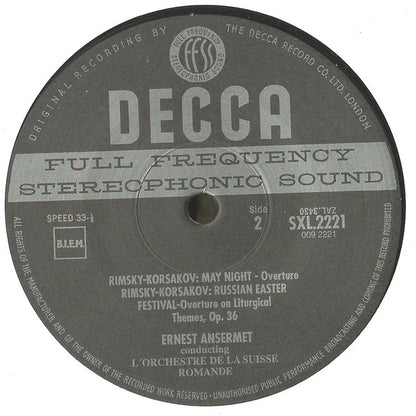 ORIGINAL RECORDING BY
THE DECCA RECORD CO. LTD., LONDON
FULL FREQUENCY
ffss
STEREOPHONIC SOUND
DECCA
FULL FREQUENCY
STEREOPHONIC SOUND
SPEED 33-⅓
Side
2
ZAL.3430
SXL.2221
009 2221
B.I.E.M.
RIMSKY-KORSAKOV: MAY NIGHT - Overture
RIMSKY-KORSAKOV: RUSSIAN EASTER
FESTIVAL-Overture on Liturgical
Themes, Op. 36
ERNEST ANSERMET
conducting
L'ORCHESTRE DE LA SUISSE
ROMANDE
ALL RIGHTS OF THE MANUFACTURER AND OF THE OWNER OF THE RECORDED WORK RESERVED • UNAUTHORISED PUBLIC PERFORMANCE BROADCASTING AND COPYING OF THIS RECORD PROHIBITED